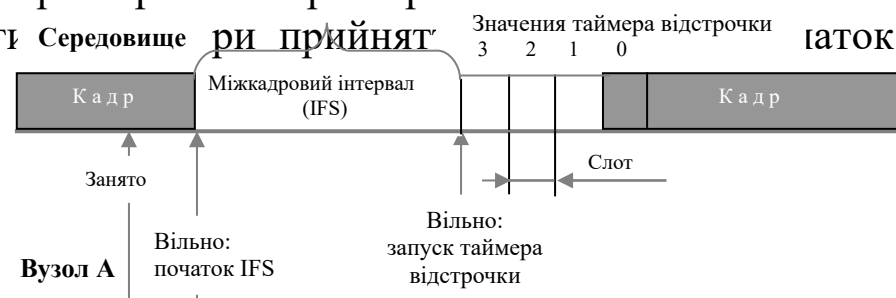 Значення таймера відстрочки
Середовище ри прийнят
3 2 1 0
Кадр Міжкадровий інтервал Кадр
(IFS)
Занято
Слот
Вільно:
запуск таймера
відстрочки
Вільно:
початок IFS
Вузол А